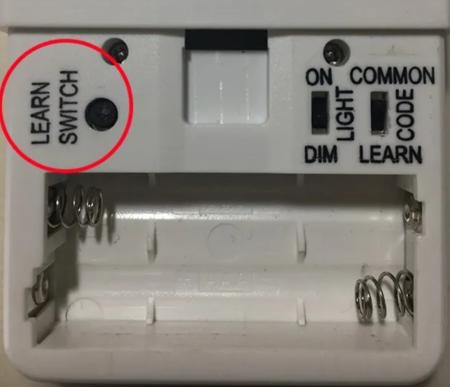 LEARN
SWITCH
ON
LIGHT
DIM
COMMON
CODE
LEARN